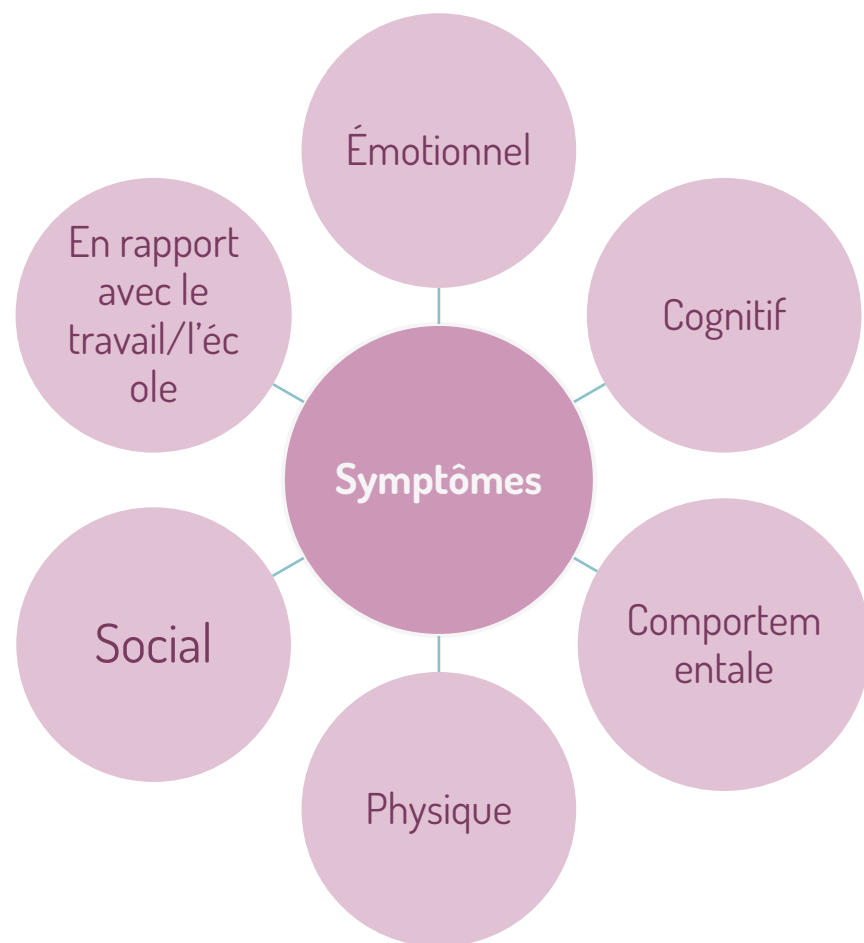 Émotionnel
En rapport
avec le
travail/l'éc
ole
Cognitif
Symptômes
Social
Comportem
entale
Physique